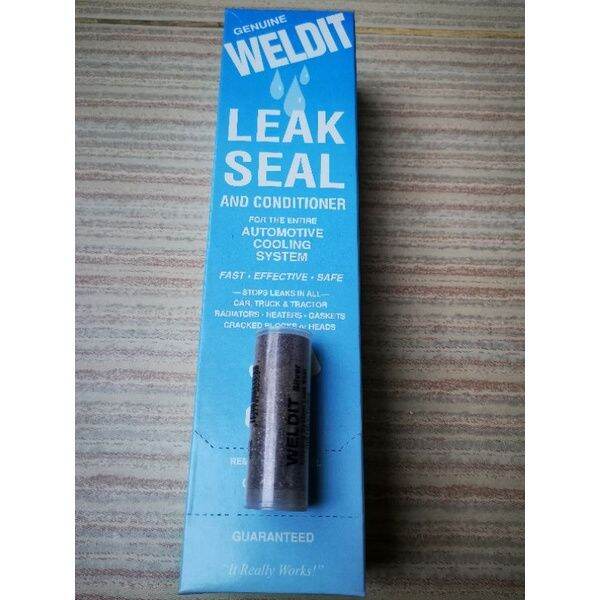 GENUINE
WELDIT
LEAK
SEAL
AND CONDITIONER
FOR THE ENTIRE
AUTOMOTIVE
COOLING
SYSTEM
FAST • EFFECTIVE • SAFE
—STOPS LEAKS IN ALL—
CAR, TRUCK & TRACTOR
RADIATORS • HEATERS • GASKETS
CRACKED BLOCKS or HEADS
WELDIT Silver
GUARANTEED
"It Really Works!"